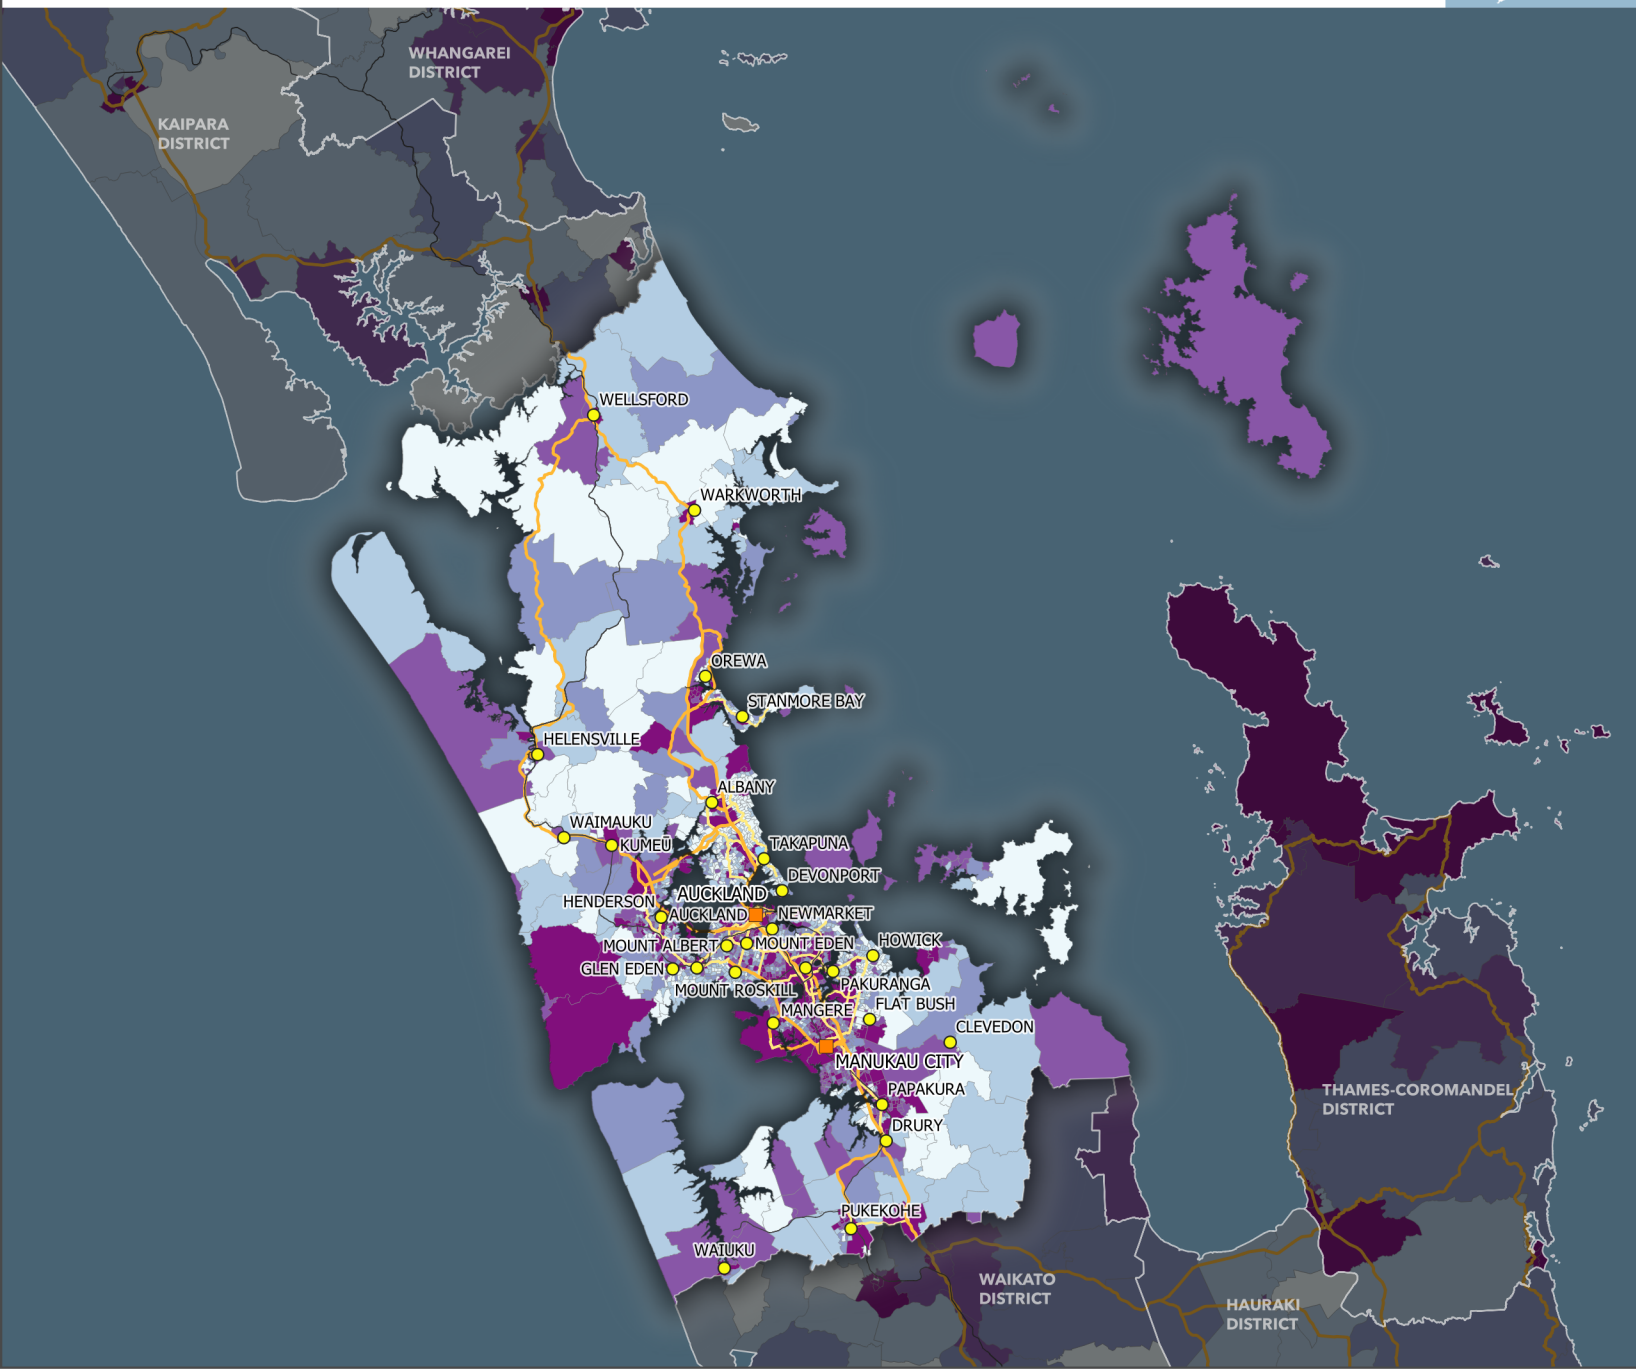 WHANGAREI
DISTRICT
KAIPARA
DISTRICT
WELLSFORD
WARKWORTH
OREWA
STANMORE BAY
HELENSVILLE
ALBANY
WAIMAUKU
KUMEŪ
TAKAPUNA
DEVONPORT
AUCKLAND
HENDERSON
AUCKLAND
NEWMARKET
MOUNT ALBERT
MOUNT EDEN
HOWICK
GLEN EDEN
MOUNT ROSKILL
PAKURANGA
FLAT BUSH
MANGERE
CLEVEDON
MANUKAU CITY
PAPAKURA
DRURY
THAMES-COROMANDEL
DISTRICT
PUKEKOHE
WAIUKU
WAIKATO
DISTRICT
HAURAKI
DISTRICT